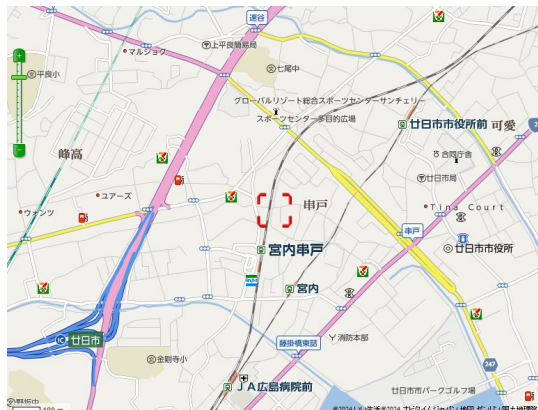 速谷
マルショク
上平良簡易局
平良小
七尾中
グローバルリゾート総合スポーツセンターサンチェリー
スポーツセンター多目的広場
廿日市市役所前
可愛
峰高
合同庁舎
廿日市局
ユアーズ
ウォンツ
串戸
Tina Court
串戸
廿日市市役所
宮内串戸
宮内
廿日市
藤掛橋東詰
消防本部
金剛寺小
247
JA広島病院前
廿日市市パークゴルフ場